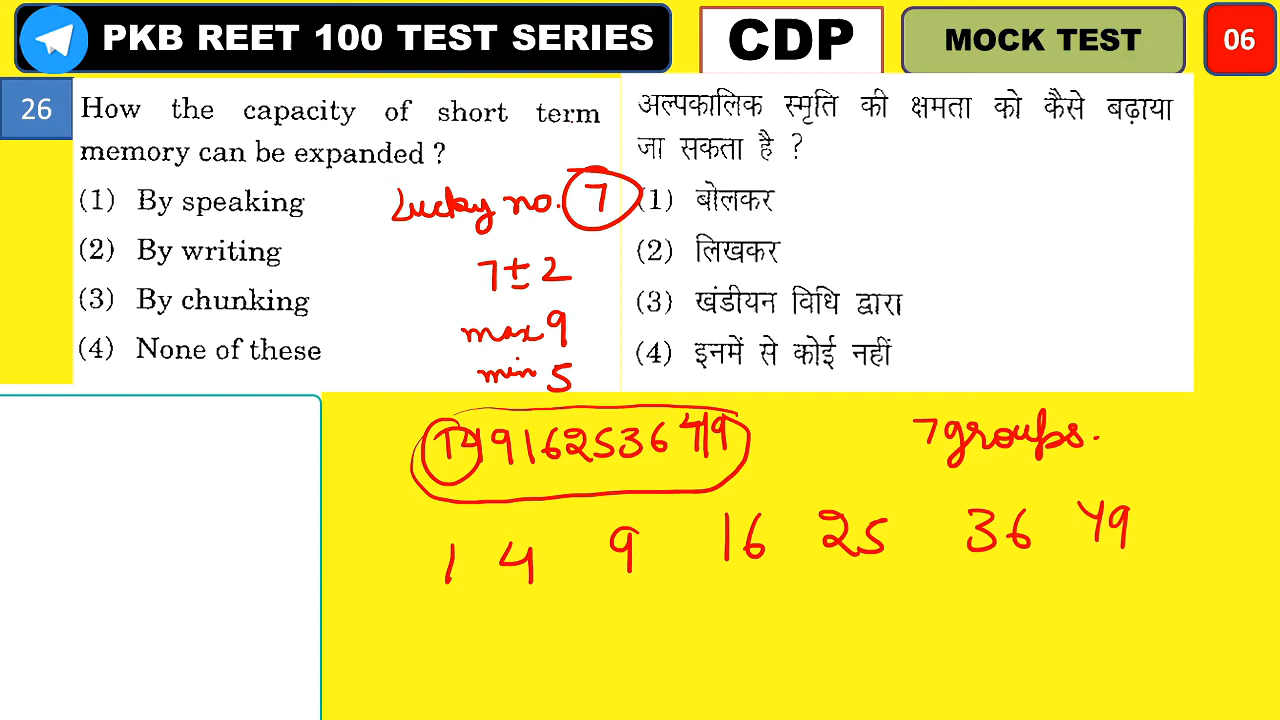 PKB REET 100 TEST SERIES
CDP
MOCK TEST
06
26
How the capacity of short term
memory can be expanded ?
(1) By speaking
(2) By writing
(3) By chunking
(4) None of these
अल्पकालिक स्मृति की क्षमता को कैसे बढ़ाया
जा सकता है ?
(1) बोलकर
(2) लिखकर
(3) खंडीयन विधि द्वारा
(4) इनमें से कोई नहीं
Lucky no. 7
7 ± 2
max 9
min 5
14916253649
7 groups.
1 4 9 16 25 36 49